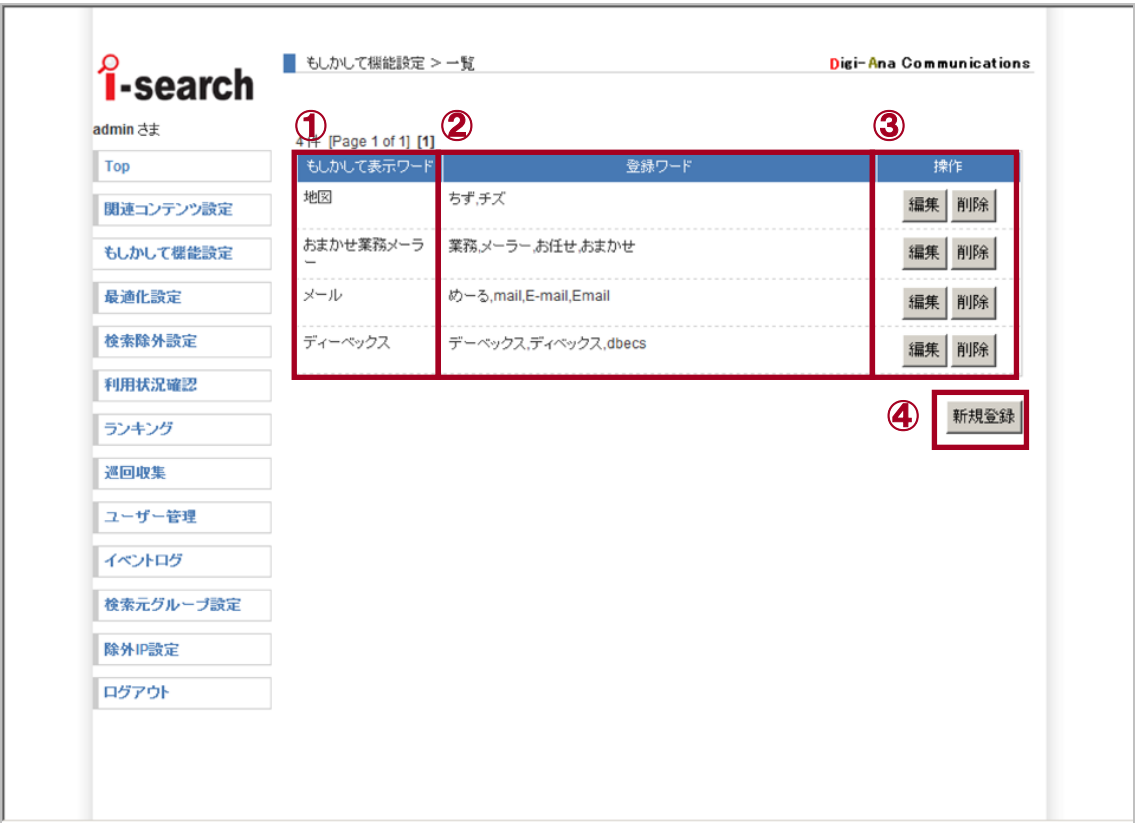 i-search
もしかして機能設定 > 一覧
Digi-Ana Communications
admin さま
① ② ③
4件 [Page 1 of 1] [1]
もしかして表示ワード 登録ワード 操作
地図 ちず,チズ 編集 削除
おまかせ業務メーラー 業務,メーラー,お任せ,おまかせ 編集 削除
メール めーる,mail,E-mail,Email 編集 削除
ディーベックス デーベックス,ディベックス,dbecs 編集 削除
④ 新規登録
Top
関連コンテンツ設定
もしかして機能設定
最適化設定
検索除外設定
利用状況確認
ランキング
巡回収集
ユーザー管理
イベントログ
検索元グループ設定
除外IP設定
ログアウト